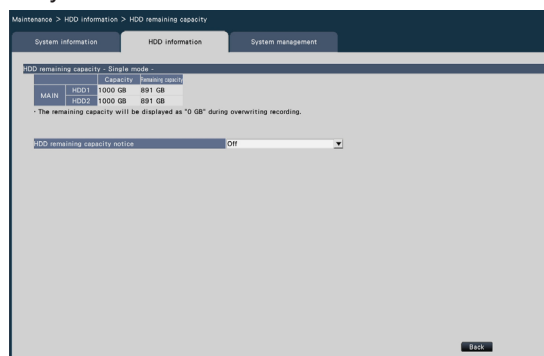 Maintenance > HDD information > HDD remaining capacity
System information HDD information System management
HDD remaining capacity - Single mode -
Capacity Remaining capacity
MAIN HDD1 1000 GB 891 GB
HDD2 1000 GB 891 GB
・The remaining capacity will be displayed as "0 GB" during overwriting recording.
HDD remaining capacity notice Off
Back